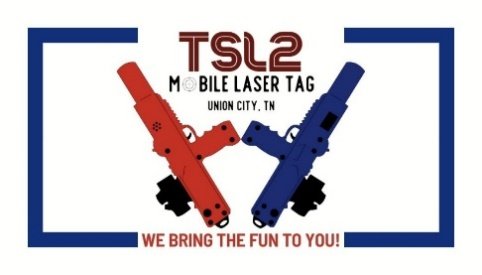 TSL2
MOBILE LASER TAG
UNION CITY, TN
WE BRING THE FUN TO YOU!